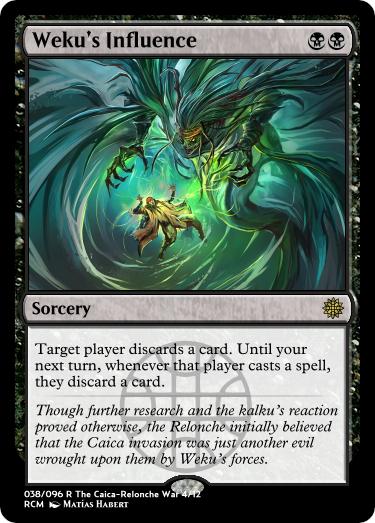 Weku's Influence
Sorcery
Target player discards a card. Until your
next turn, whenever that player casts a spell,
they discard a card.
Though further research and the kalku's reaction
proved otherwise, the Relonche initially believed
that the Caica invasion was just another evil
wrought upon them by Weku's forces.
038/096 R The Caica-Relonche War 4/12
RCM Matías Habert